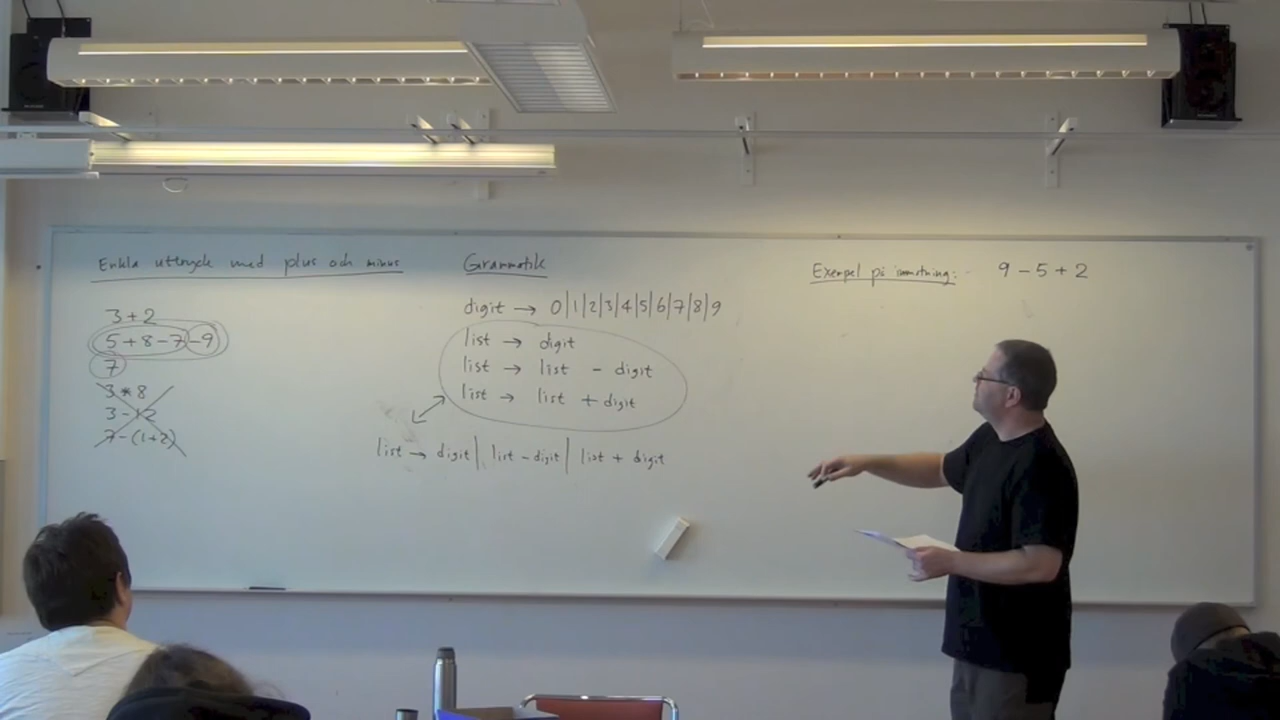 Enkla uttryck med plus och minus
3 + 2
5 + 8 - 7 - 9
7
3 * 8
3 - 12
7 - (1+2)
Grammatik
digit → 0|1|2|3|4|5|6|7|8|9
list → digit
list → list - digit
list → list + digit
list → digit | list - digit | list + digit
Exempel på inmatning:
9 - 5 + 2